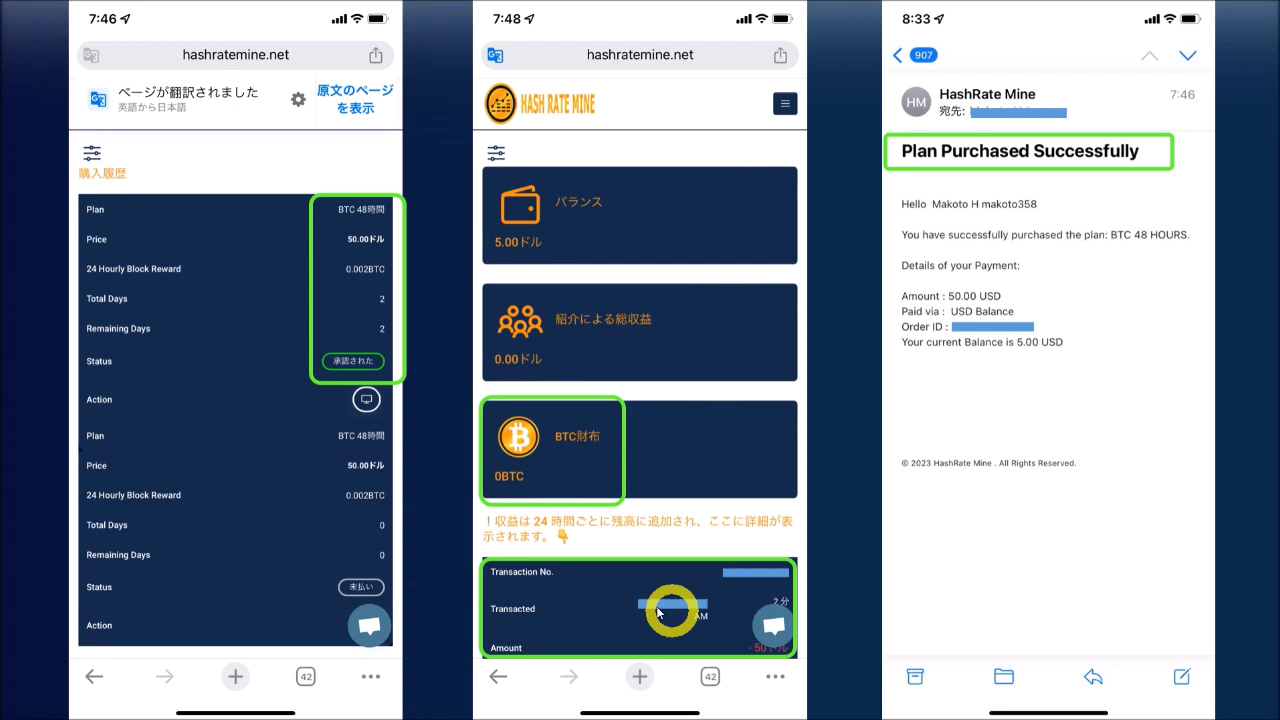 7:46
hashratemine.net
ページが翻訳されました
英語から日本語
原文のページ
を表示
購入履歴
Plan BTC 48時間
Price 50.00ドル
24 Hourly Block Reward 0.002BTC
Total Days 2
Remaining Days 2
Status 承認された
Action
Plan BTC 48時間
Price 50.00ドル
24 Hourly Block Reward 0.002BTC
Total Days 0
Remaining Days 0
Status 未払い
Action
42
7:48
hashratemine.net
HASH RATE MINE
バランス
5.00ドル
紹介による総収益
0.00ドル
BTC財布
0BTC
！収益は 24 時間ごとに残高に追加され、ここに詳細が表
示されます。👇
Transaction No.
Transacted 2 分
AM
Amount - 50ドル
42
8:33
907
HM
HashRate Mine 7:46
宛先:
Plan Purchased Successfully
Hello Makoto H makoto358
You have successfully purchased the plan: BTC 48 HOURS.
Details of your Payment:
Amount : 50.00 USD
Paid via : USD Balance
Order ID :
Your current Balance is 5.00 USD
© 2023 HashRate Mine . All Rights Reserved.